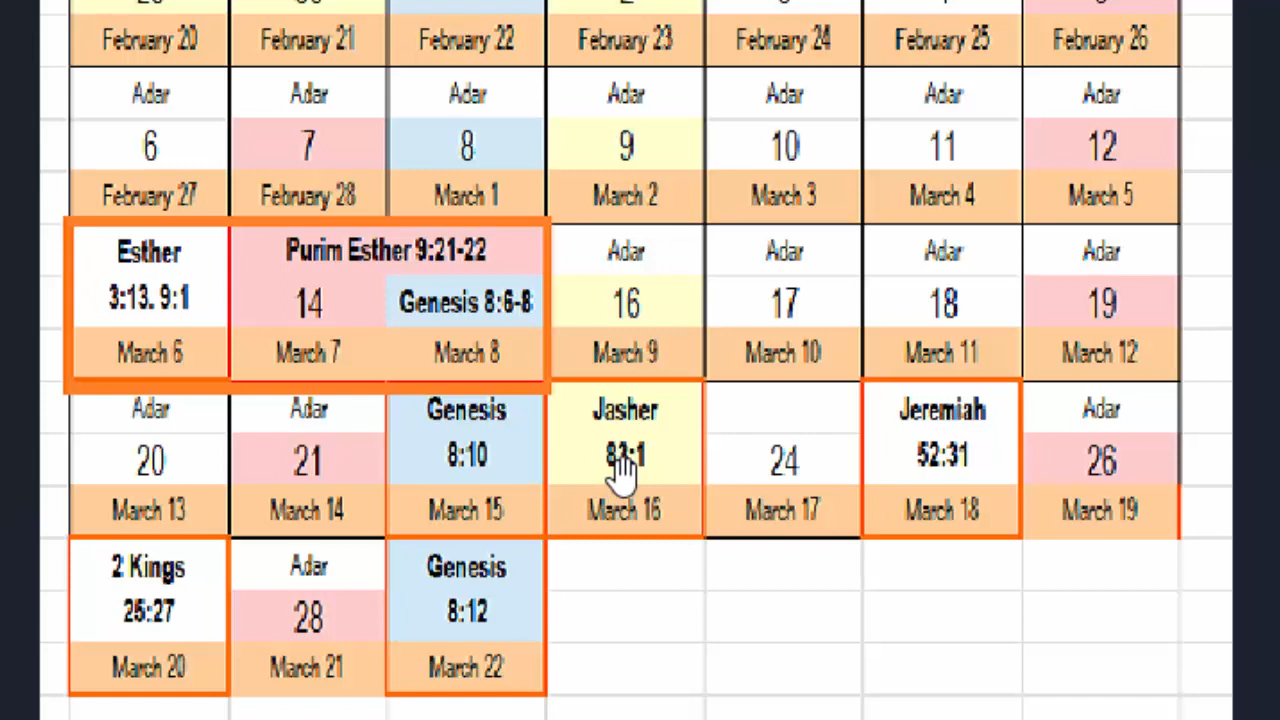 February 20 February 21 February 22 February 23 February 24 February 25 February 26
Adar Adar Adar Adar Adar Adar Adar
6 7 8 9 10 11 12
February 27 February 28 March 1 March 2 March 3 March 4 March 5
Esther Purim Esther 9:21-22 Adar Adar Adar Adar
3:13. 9:1 14 Genesis 8:6-8 16 17 18 19
March 6 March 7 March 8 March 9 March 10 March 11 March 12
Adar Adar Genesis Jasher Jeremiah Adar
20 21 8:10 24 52:31 26
March 13 March 14 March 15 March 16 March 17 March 18 March 19
2 Kings Adar Genesis
25:27 28 8:12
March 20 March 21 March 22